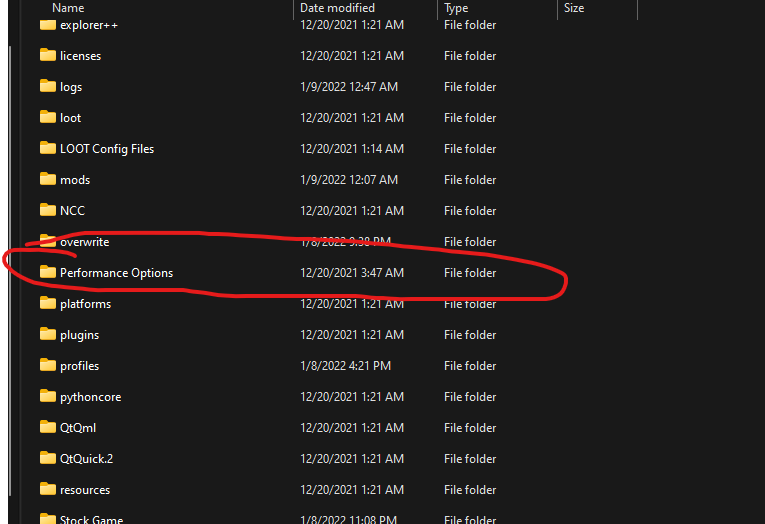 Name Date modified Type Size
explorer++ 12/20/2021 1:21 AM File folder
licenses 12/20/2021 1:21 AM File folder
logs 1/9/2022 12:47 AM File folder
loot 12/20/2021 1:21 AM File folder
LOOT Config Files 12/20/2021 1:14 AM File folder
mods 1/9/2022 12:07 AM File folder
NCC 12/20/2021 1:21 AM File folder
overwrite 1/8/2022 9:38 PM File folder
Performance Options 12/20/2021 3:47 AM File folder
platforms 12/20/2021 1:21 AM File folder
plugins 12/20/2021 1:21 AM File folder
profiles 1/8/2022 4:21 PM File folder
pythoncore 12/20/2021 1:21 AM File folder
QtQml 12/20/2021 1:21 AM File folder
QtQuick.2 12/20/2021 1:21 AM File folder
resources 12/20/2021 1:21 AM File folder
Stock Game 1/8/2022 11:08 PM File folder